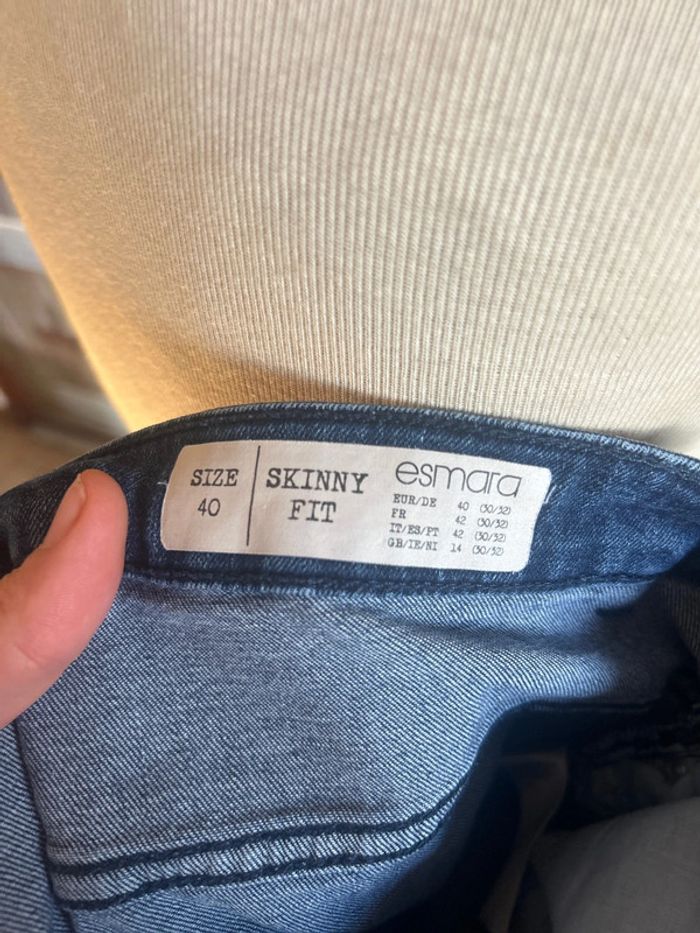 SIZE
40
SKINNY
FIT
esmara
EUR/DE 40 (30/32)
FR 42 (30/32)
IT/ES/PT 42 (30/32)
GB/IE/NI 14 (30/32)